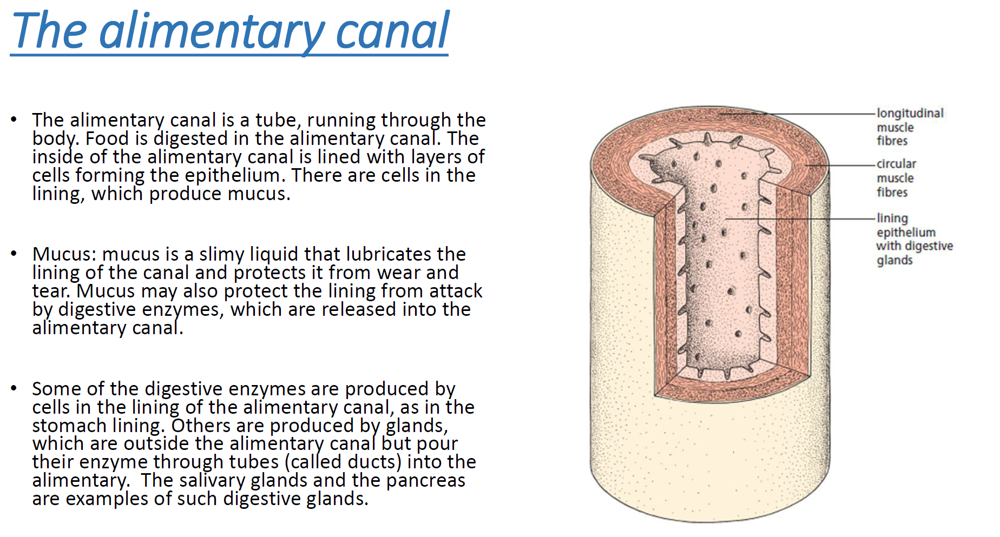 The alimentary canal
• The alimentary canal is a tube, running through the
body. Food is digested in the alimentary canal. The
inside of the alimentary canal is lined with layers of
cells forming the epithelium. There are cells in the
lining, which produce mucus.
• Mucus: mucus is a slimy liquid that lubricates the
lining of the canal and protects it from wear and
tear. Mucus may also protect the lining from attack
by digestive enzymes, which are released into the
alimentary canal.
• Some of the digestive enzymes are produced by
cells in the lining of the alimentary canal, as in the
stomach lining. Others are produced by glands,
which are outside the alimentary canal but pour
their enzyme through tubes (called ducts) into the
alimentary.  The salivary glands and the pancreas
are examples of such digestive glands.
longitudinal
muscle
fibres
circular
muscle
fibres
lining
epithelium
with digestive
glands